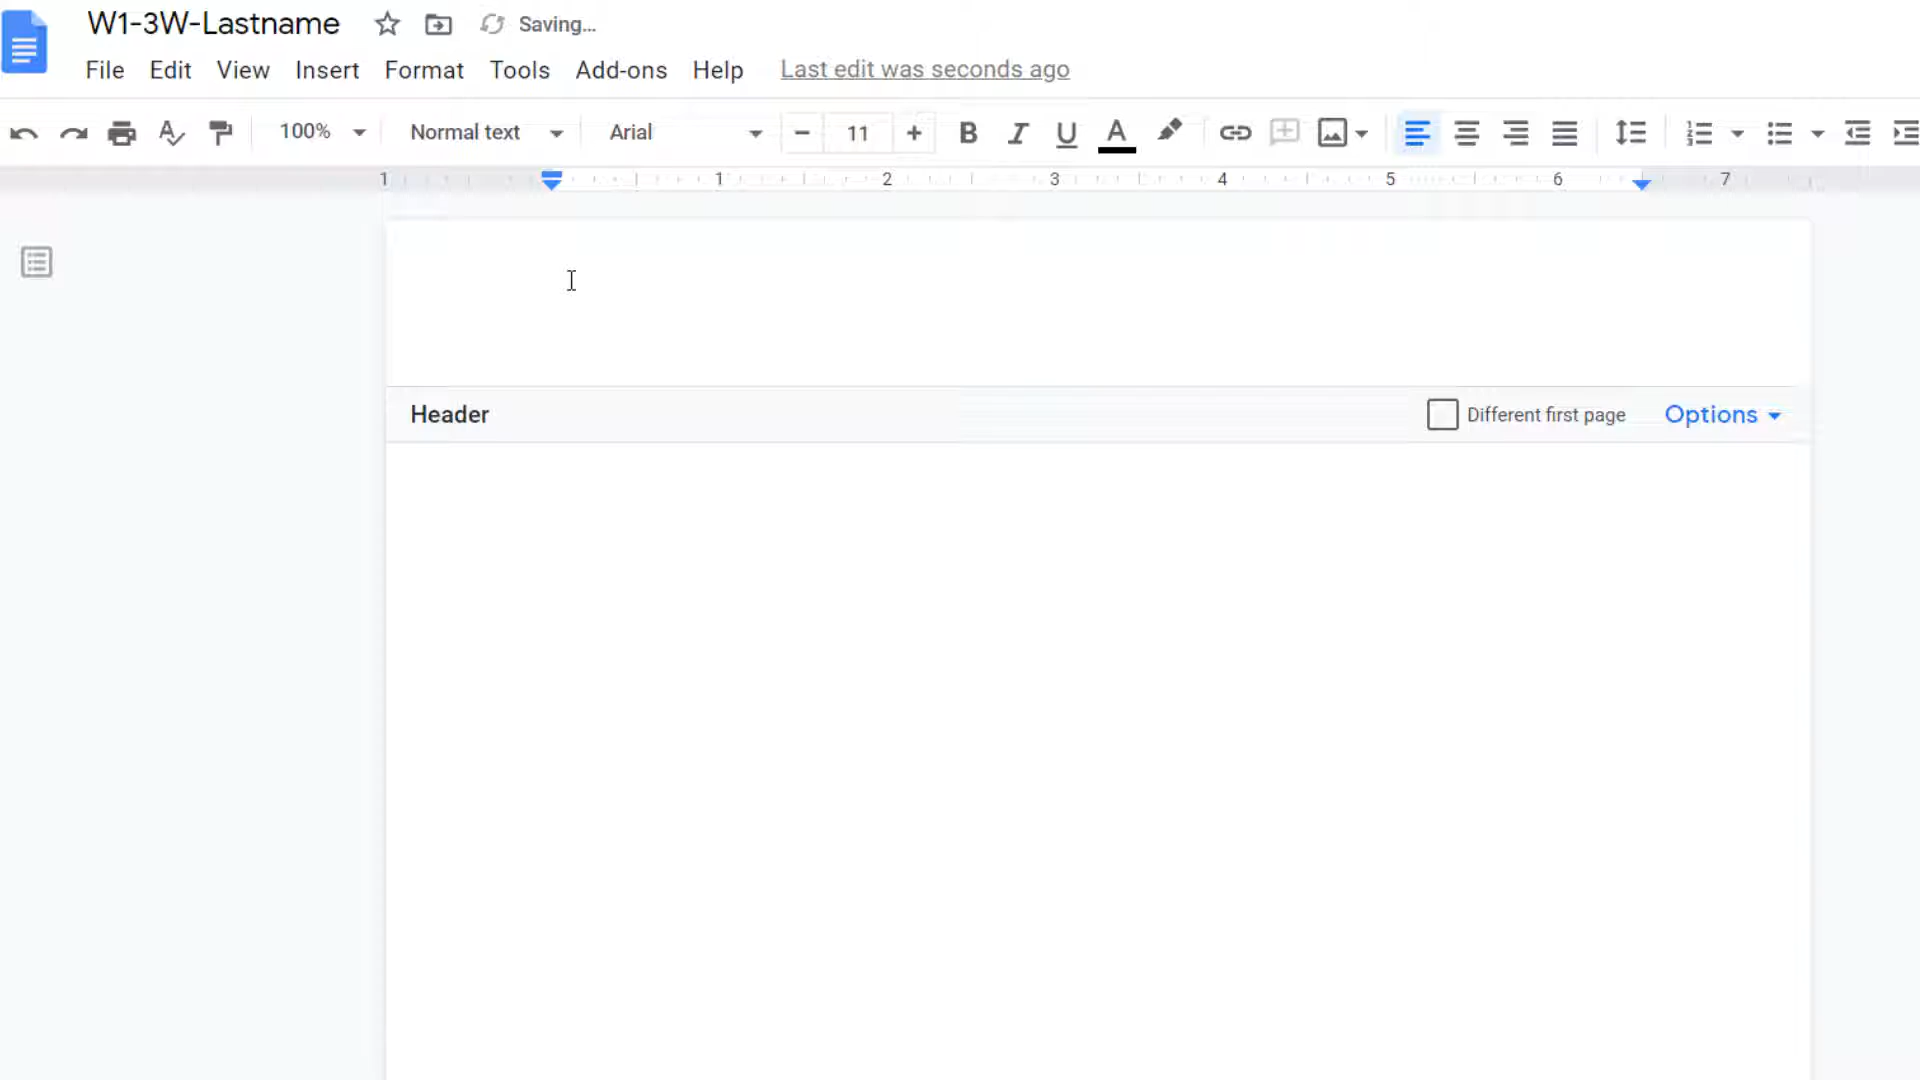 W1-3W-Lastname Saving...
File Edit View Insert Format Tools Add-ons Help Last edit was seconds ago
100% Normal text Arial 11 B I U A
1 1 2 3 4 5 6 7
Header Different first page Options